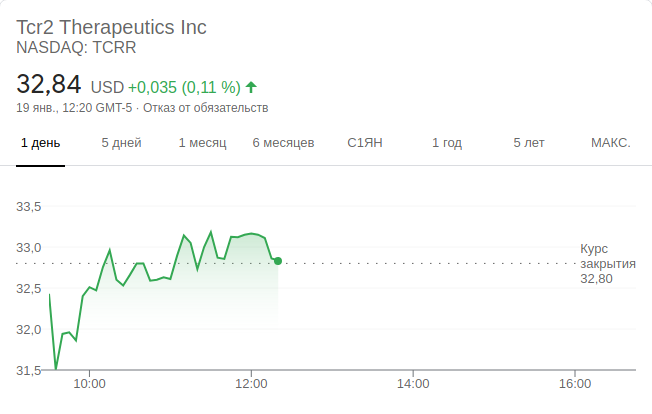 Tcr2 Therapeutics Inc
NASDAQ: TCRR
32,84 USD +0,035 (0,11 %)
19 янв., 12:20 GMT-5 · Отказ от обязательств
1 день 5 дней 1 месяц 6 месяцев С1ЯН 1 год 5 лет МАКС.
33,5
33,0
32,5
32,0
31,5
Курс
закрытия
32,80
10:00 12:00 14:00 16:00